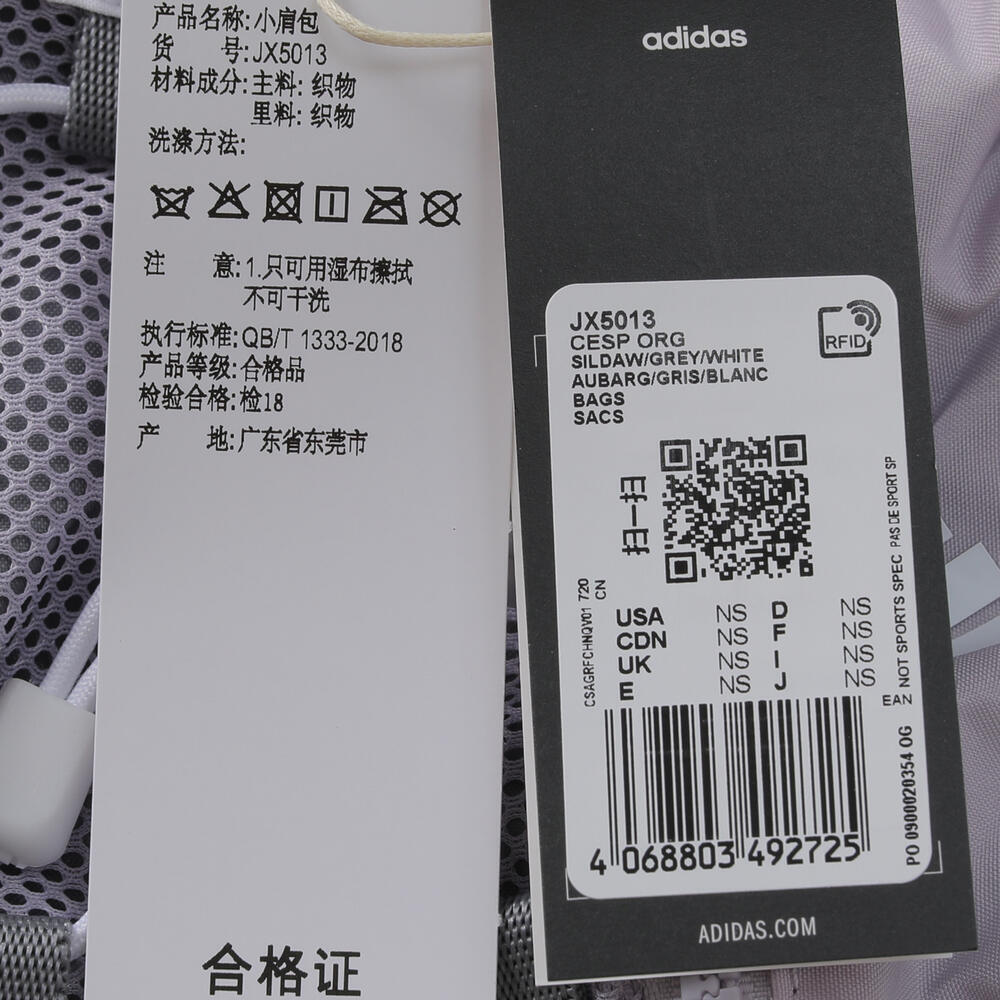 产品名称:小肩包
货 号:JX5013
材料成分:主料: 织物
里料: 织物
洗涤方法:
注 意:1.只可用湿布擦拭
不可干洗
执行标准:QB/T 1333-2018
产品等级:合格品
检验合格:检18
产 地:广东省东莞市
合格证
adidas
JX5013
CESP ORG
SILDAW/GREY/WHITE
AUBARG/GRIS/BLANC
BAGS
SACS
RFID
扫一扫
CSAGRFCHNQV01 720
CN
USA NS D NS
CDN NS F NS
UK NS I NS
E NS J NS
EAN NOT SPORTS SPEC PAS DE SPORT SP
PO 0900020354 OG
4 068803 492725
ADIDAS.COM